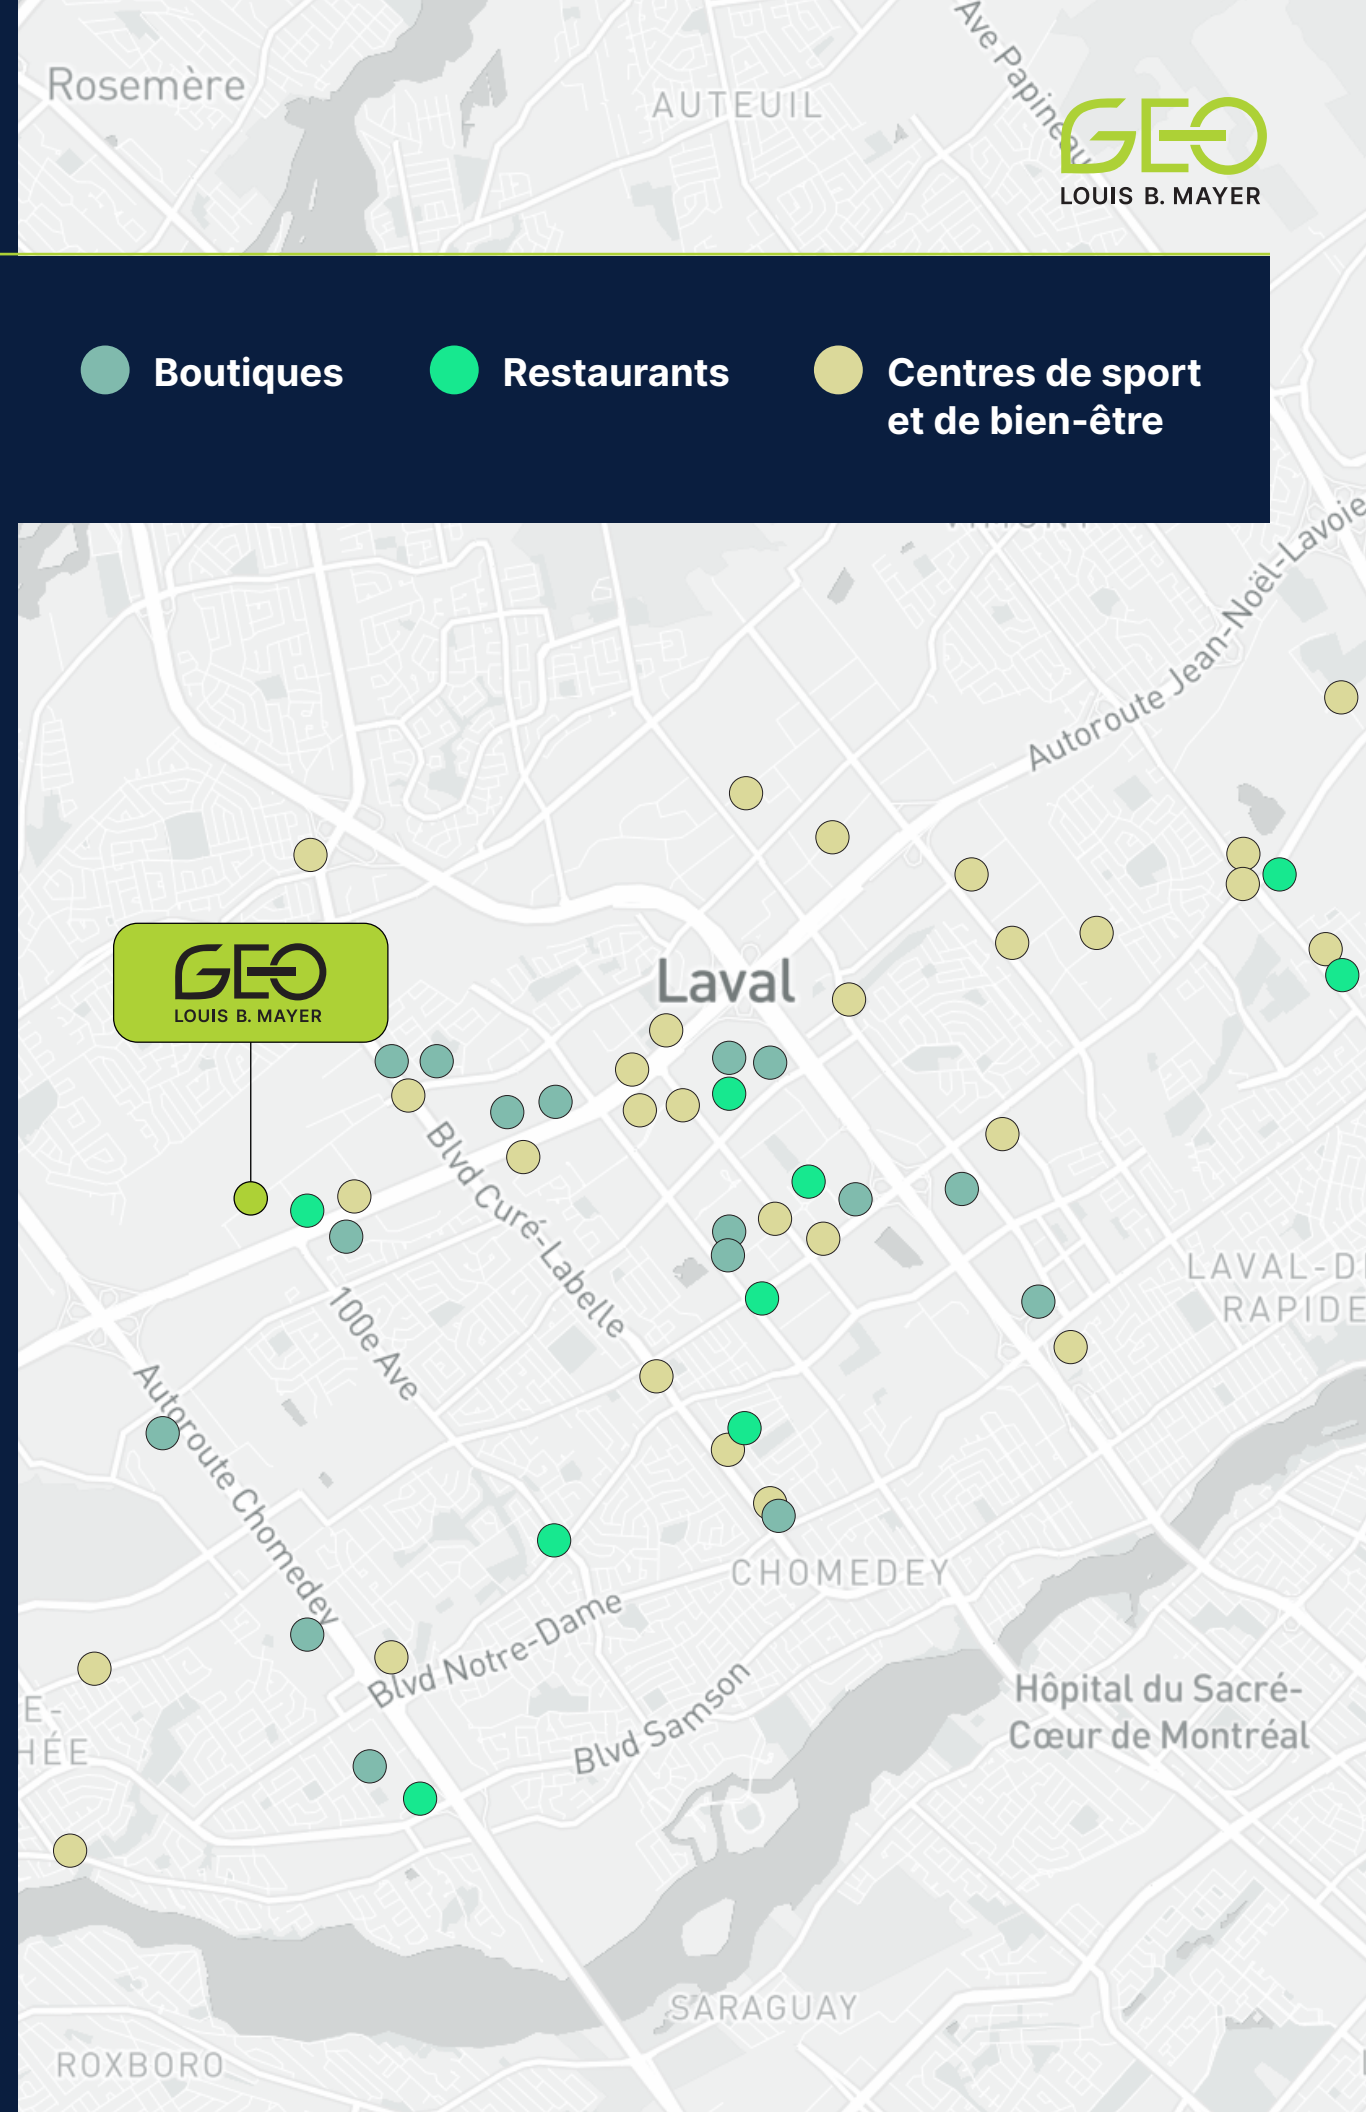 Rosemère
AUTEUIL
Ave Papineau
GEO
LOUIS B. MAYER
Boutiques
Restaurants
Centres de sport
et de bien-être
Autoroute Jean-Noël-Lavoie
GEO
LOUIS B. MAYER
Laval
Blvd Curé-Labelle
100e Ave
LAVAL-D
RAPIDE
Autoroute Chomedey
CHOMEDEY
Blvd Notre-Dame
Blvd Samson
E-
HÉE
Hôpital du Sacré-
Cœur de Montréal
SARAGUAY
ROXBORO